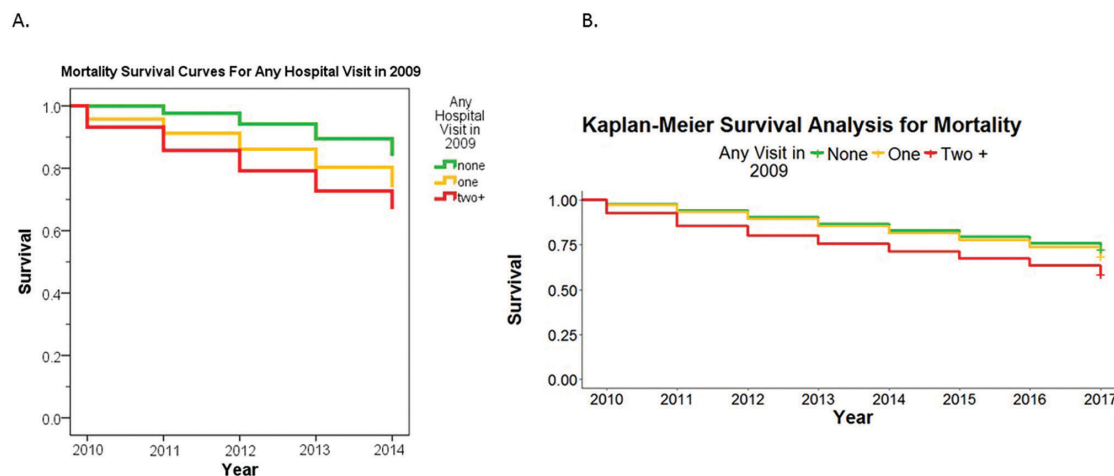 A.
Mortality Survival Curves For Any Hospital Visit in 2009
1.0
0.8
0.6
0.4
0.2
0.0
Survival
2010 2011 2012 2013 2014
Year
Any
Hospital
Visit in
2009
none
one
two+
B.
Kaplan-Meier Survival Analysis for Mortality
Any Visit in None One Two +
2009
1.00
0.75
0.50
0.25
0.00
Survival
2010 2011 2012 2013 2014 2015 2016 2017
Year